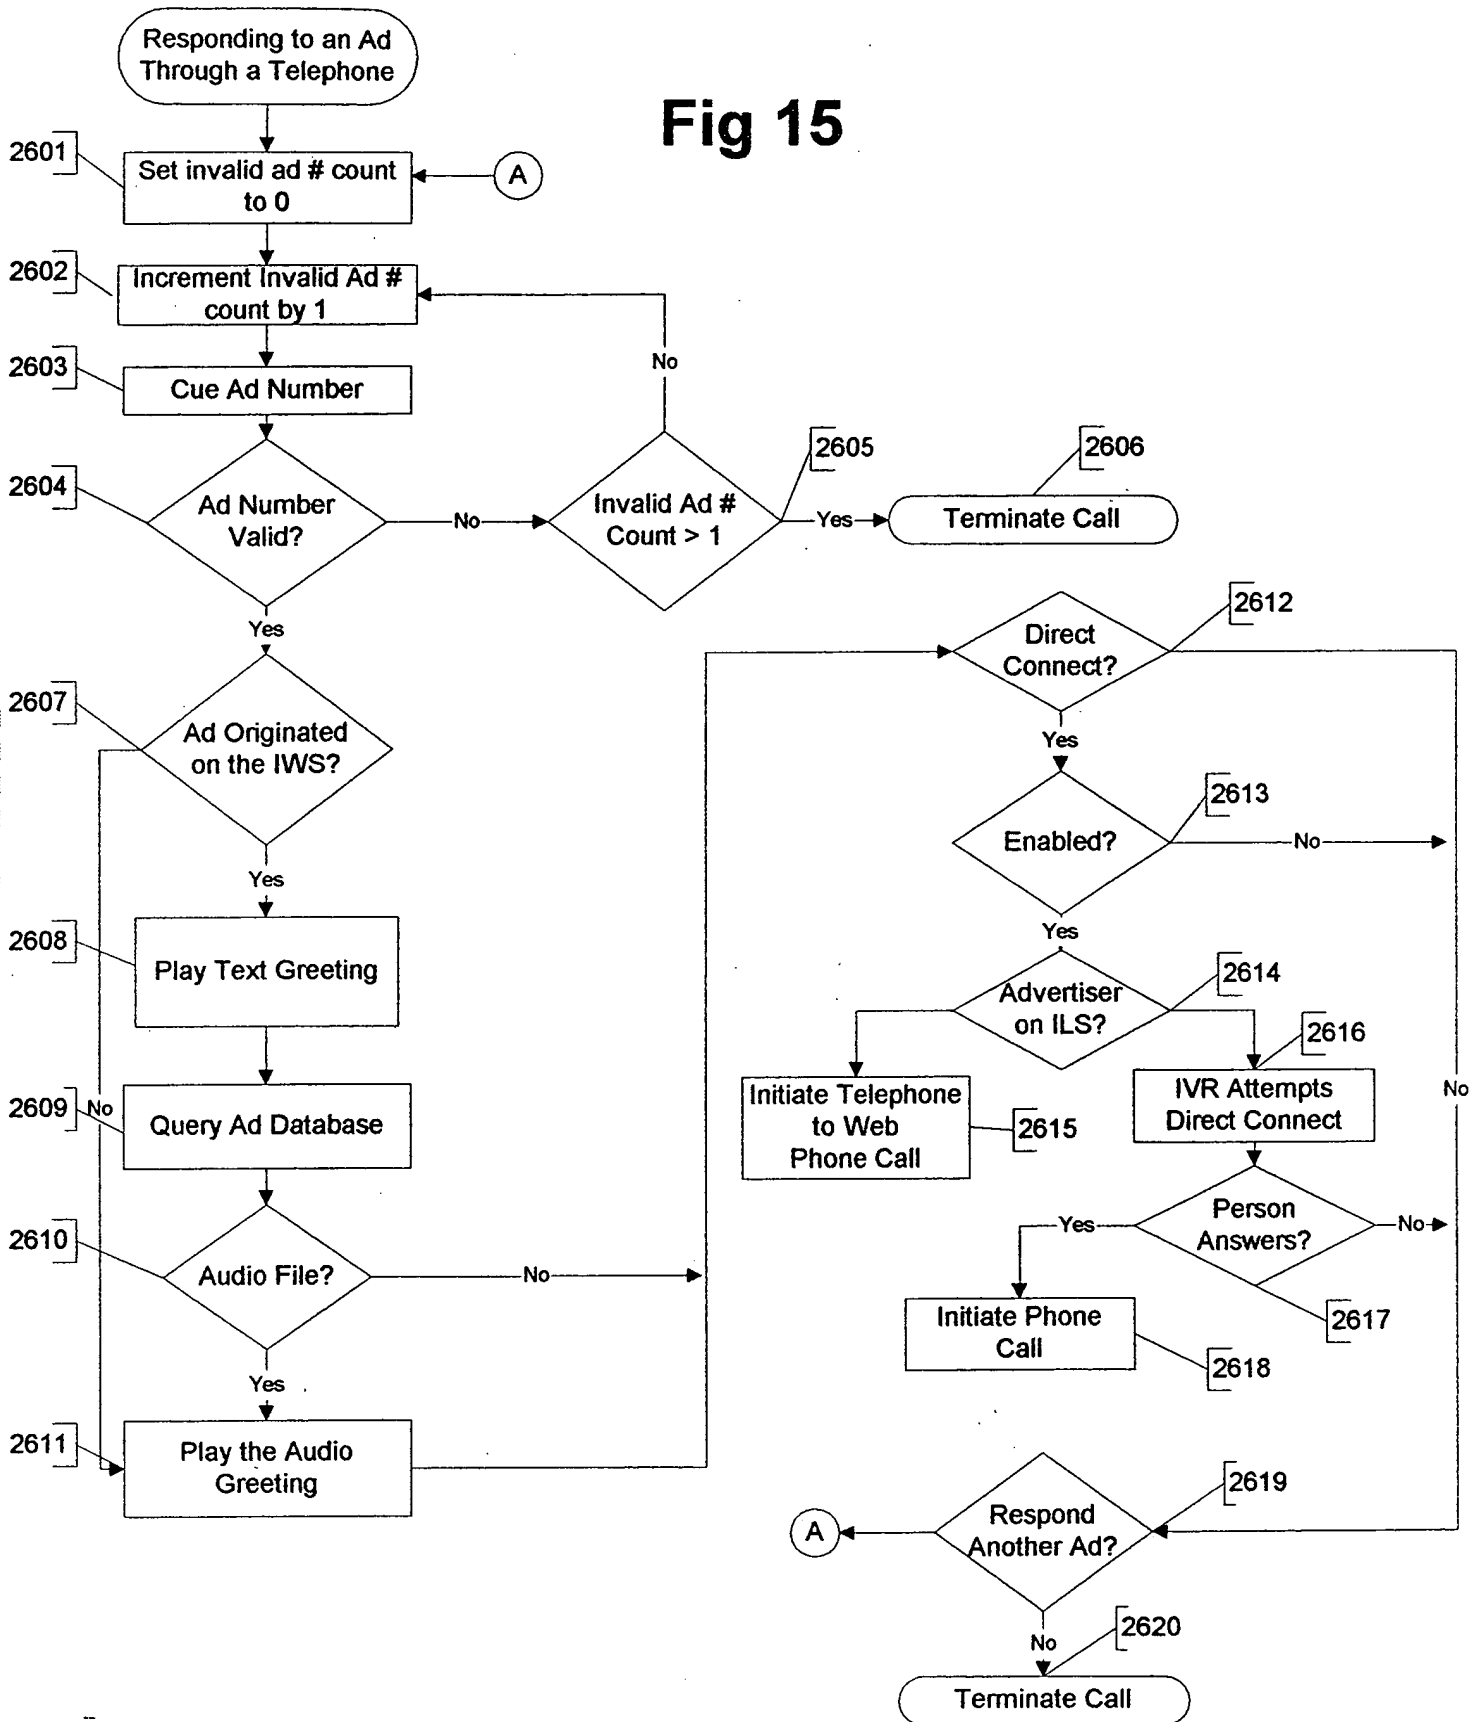 Responding to an Ad
Through a Telephone
Fig 15
2601
Set invalid ad # count
to 0
A
2602
Increment Invalid Ad #
count by 1
2603
Cue Ad Number
No
2604
Ad Number
Valid?
No
Invalid Ad #
Count > 1
2605
Yes
2606
Terminate Call
Yes
2607
Ad Originated
on the IWS?
Yes
2608
Play Text Greeting
2609
No
Query Ad Database
2610
Audio File?
No
Yes
2611
Play the Audio
Greeting
Direct
Connect?
2612
Yes
Enabled?
2613
No
Yes
Advertiser
on ILS?
2614
Initiate Telephone
to Web
Phone Call
2615
2616
IVR Attempts
Direct Connect
No
Person
Answers?
Yes
No
2617
Initiate Phone
Call
2618
2619
Respond
Another Ad?
A
No
2620
Terminate Call